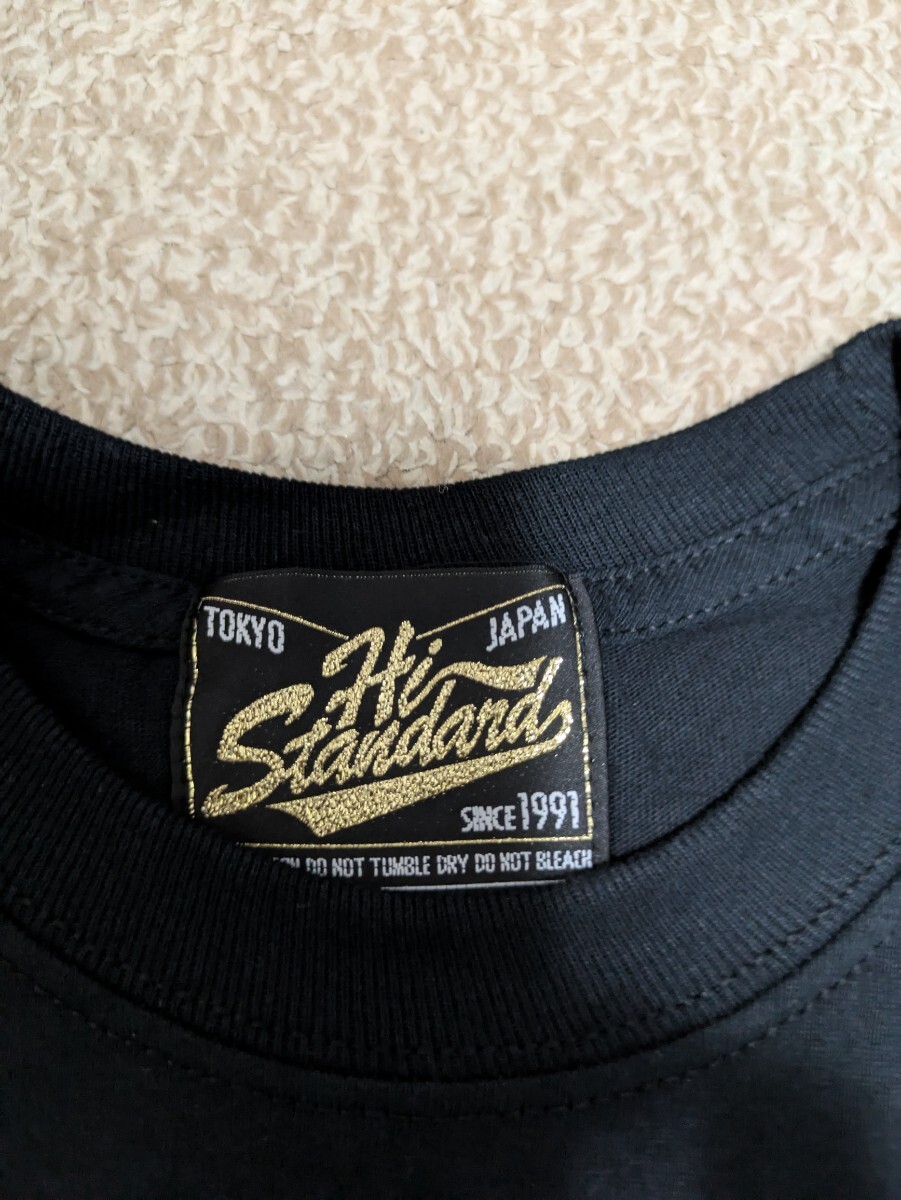 TOKYO JAPAN
Hi
Standard
SINCE 1991
DO NOT TUMBLE DRY DO NOT BLEACH